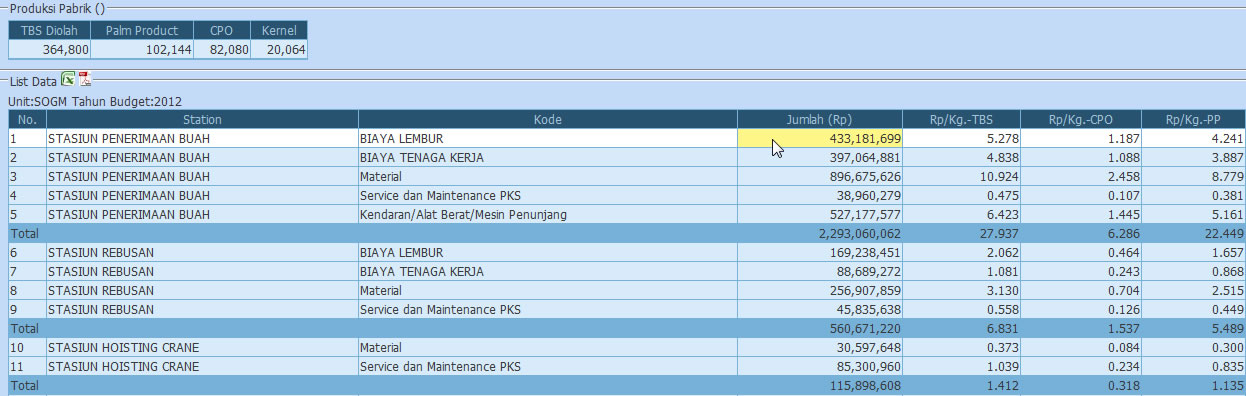 Produksi Pabrik ()
TBS Diolah Palm Product CPO Kernel
364,800 102,144 82,080 20,064
List Data
Unit:SOGM Tahun Budget:2012
No. Station Kode Jumlah (Rp) Rp/Kg.-TBS Rp/Kg.-CPO Rp/Kg.-PP
1 STASIUN PENERIMAAN BUAH BIAYA LEMBUR 433,181,699 5.278 1.187 4.241
2 STASIUN PENERIMAAN BUAH BIAYA TENAGA KERJA 397,064,881 4.838 1.088 3.887
3 STASIUN PENERIMAAN BUAH Material 896,675,626 10.924 2.458 8.779
4 STASIUN PENERIMAAN BUAH Service dan Maintenance PKS 38,960,279 0.475 0.107 0.381
5 STASIUN PENERIMAAN BUAH Kendaran/Alat Berat/Mesin Penunjang 527,177,577 6.423 1.445 5.161
Total 2,293,060,062 27.937 6.286 22.449
6 STASIUN REBUSAN BIAYA LEMBUR 169,238,451 2.062 0.464 1.657
7 STASIUN REBUSAN BIAYA TENAGA KERJA 88,689,272 1.081 0.243 0.868
8 STASIUN REBUSAN Material 256,907,859 3.130 0.704 2.515
9 STASIUN REBUSAN Service dan Maintenance PKS 45,835,638 0.558 0.126 0.449
Total 560,671,220 6.831 1.537 5.489
10 STASIUN HOISTING CRANE Material 30,597,648 0.373 0.084 0.300
11 STASIUN HOISTING CRANE Service dan Maintenance PKS 85,300,960 1.039 0.234 0.835
Total 115,898,608 1.412 0.318 1.135